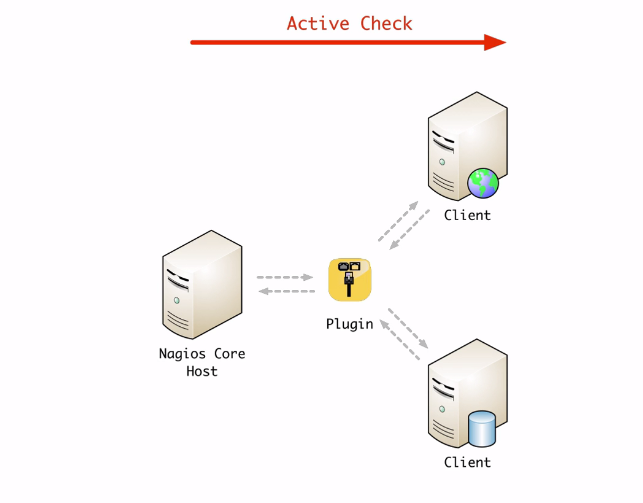 Active Check
Client
Plugin
Nagios Core
Host
Client